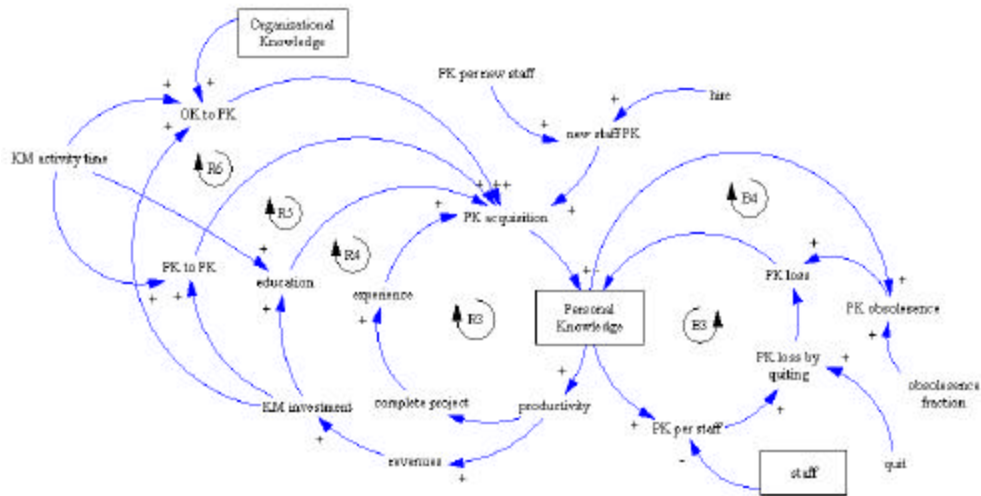 Organizational
Knowledge
PK per new staff
hire
OK to PK
new staff PK
KM activity time
R6
R5
B4
PK acquisition
R4
PK to PK
education
experience
PK loss
R3
Personal
Knowledge
B3
PK obsolesence
PK loss by
quiting
KM investment
complete project
productivity
obsolesence
fraction
PK per staff
revenues
staff
quit